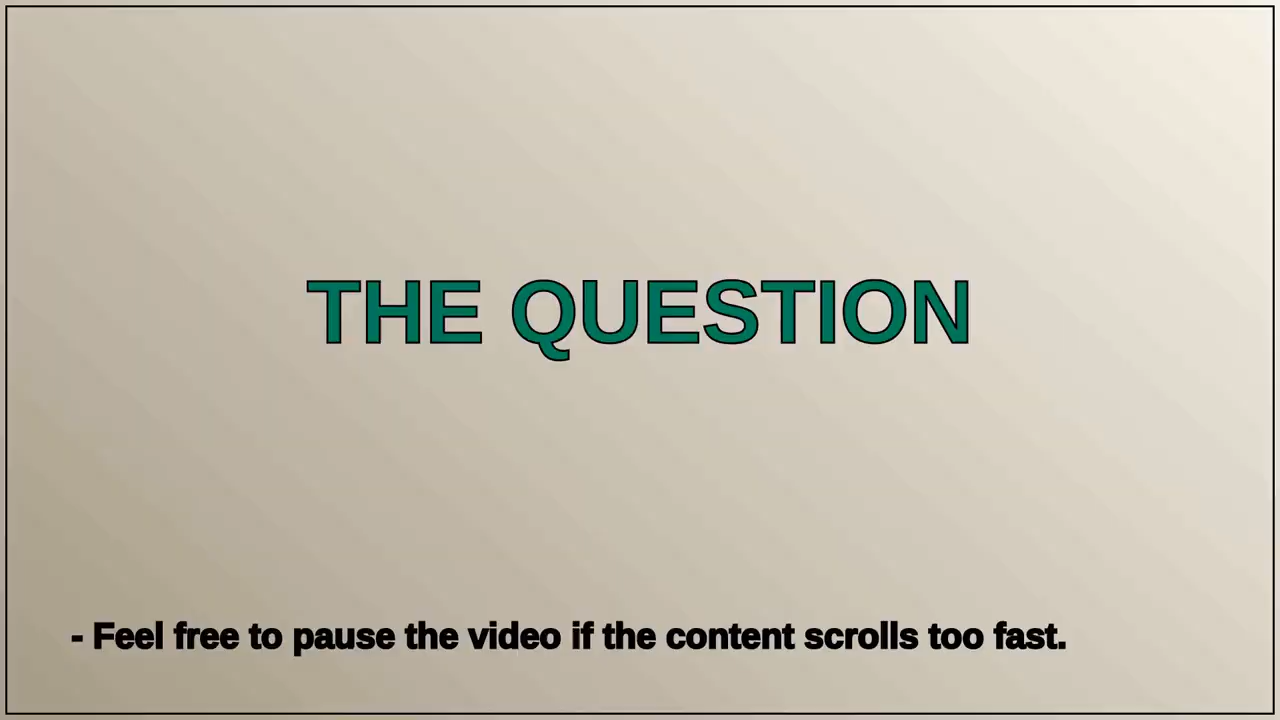 THE QUESTION
- Feel free to pause the video if the content scrolls too fast.